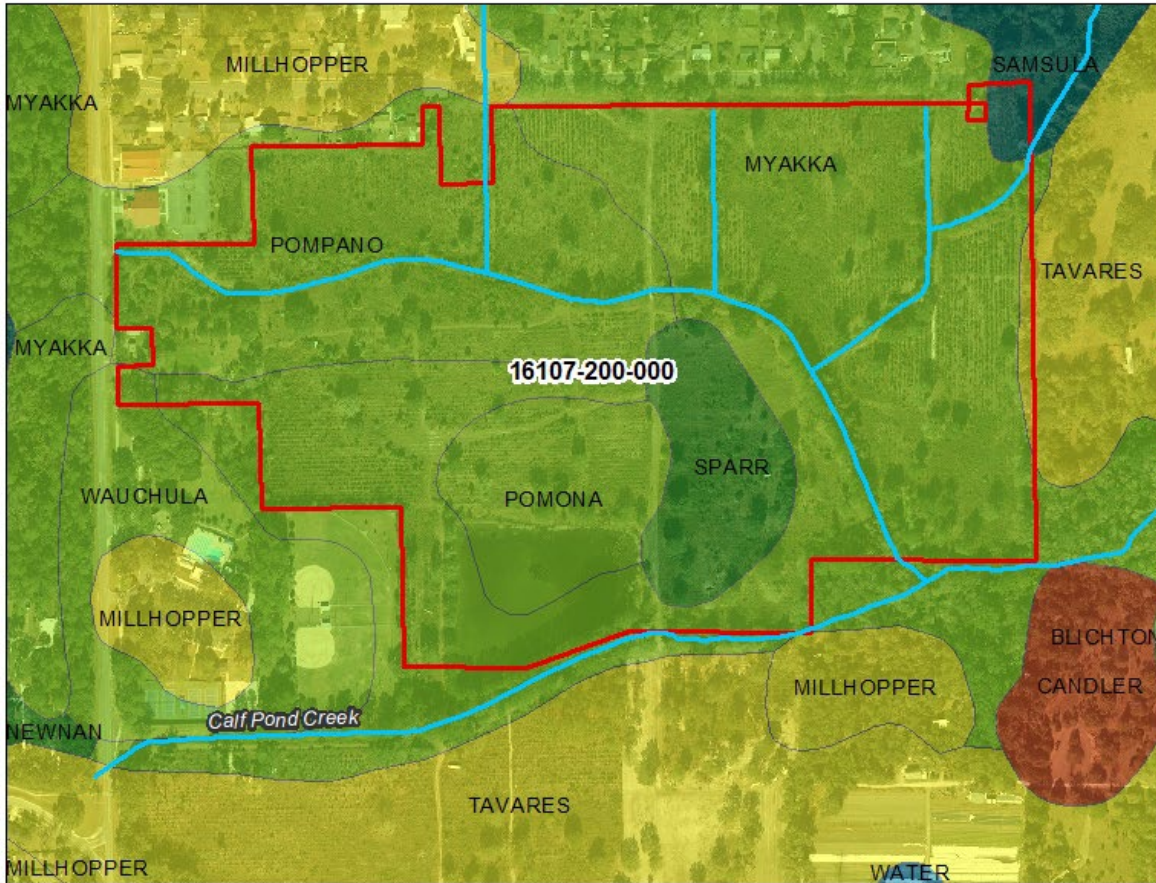 MILLHOPPER
SAMSULA
MYAKKA
MYAKKA
POMPANO
TAVARES
MYAKKA
16107-200-000
SPARR
WAUCHULA
POMONA
MILLHOPPER
BLICHTON
MILLHOPPER
CANDLER
Calf Pond Creek
NEWNAN
TAVARES
MILLHOPPER
WATER